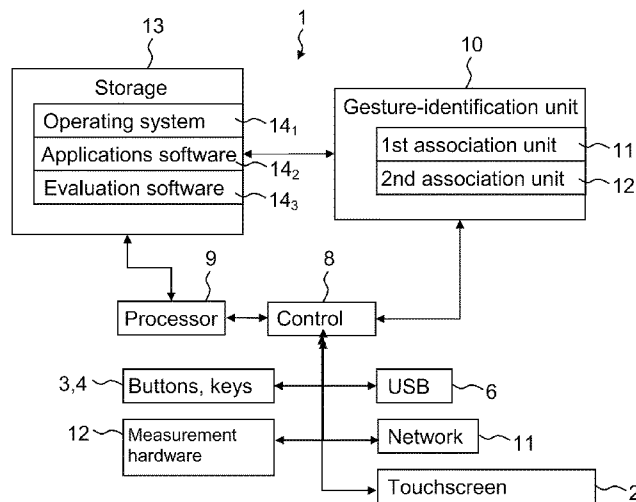 1
13
Storage
Operating system
14₁
Applications software
14₂
Evaluation software
14₃
10
Gesture-identification unit
1st association unit
11
2nd association unit
12
9
Processor
8
Control
3,4
Buttons, keys
USB
6
12
Measurement
hardware
Network
11
Touchscreen
2